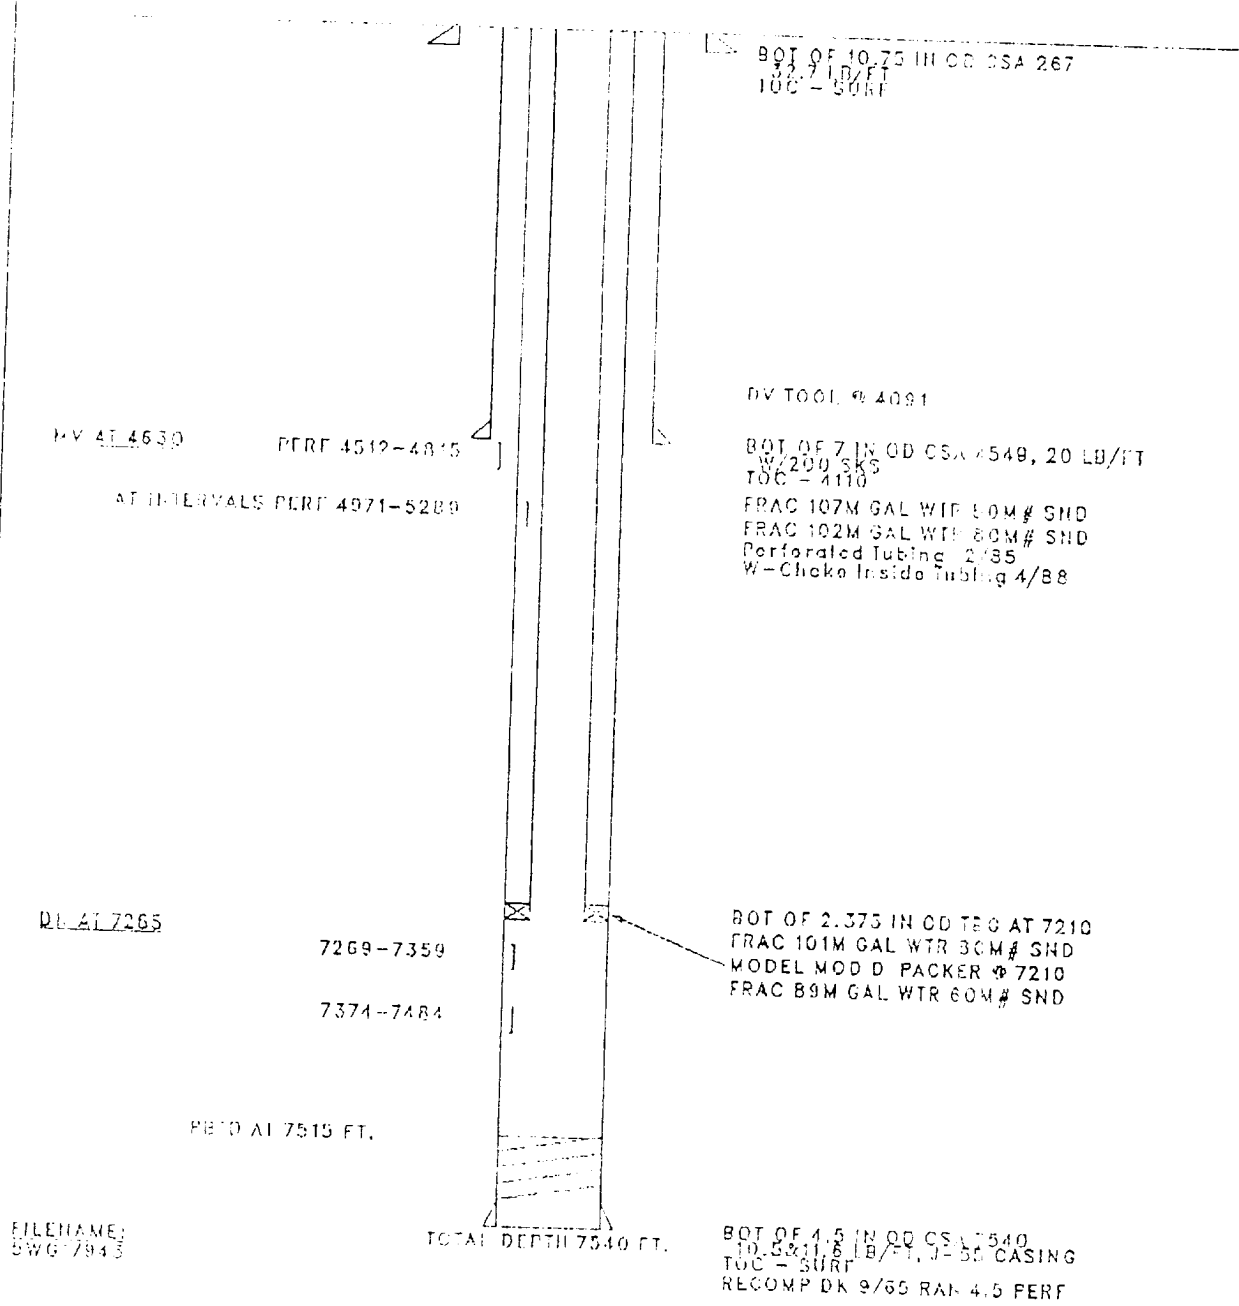 BOT OF 10.75 IN OD CSA 267
32.7 LB/FT
TOC - SURF
DV TOOL @ 4091
MV AT 4630
PERF 4512-4815
BOT OF 7 IN OD CSA 4549, 20 LB/FT
W/200 SKS
TOC - 4110
AT INTERVALS PERF 4971-5289
FRAC 107M GAL WTR M# SND
FRAC 102M GAL WTR 80M# SND
Perforated Tubing 2/85
W-Choke Inside Tubing 4/88
AT 7265
BOT OF 2.375 IN OD TBG AT 7210
7269-7359
FRAC 101M GAL WTR M# SND
MODEL MOD D PACKER @ 7210
FRAC 89M GAL WTR 60M# SND
7374-7484
PBTD AT 7515 FT.
FILENAME:
TOTAL DEPTH 7540 FT.
BOT OF 4.5 IN OD CSA 7540
10.5&11.6 LB/FT, J-55 CASING
TOC - SURF
RECOMP DK 9/65 RAN 4.5 PERF